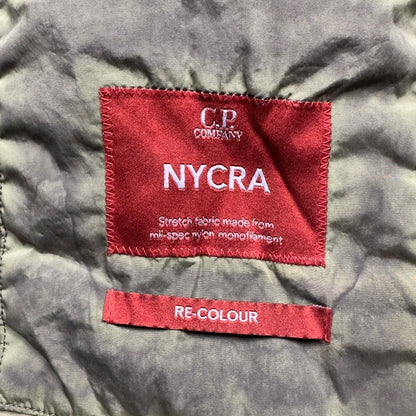 C.P.
COMPANY
NYCRA
Stretch fabric made from
mil-spec nylon monofilament
RE-COLOUR